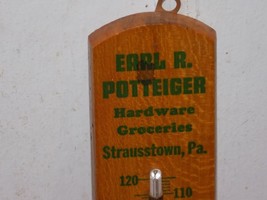 EARL R.
POTTEIGER
Hardware
Groceries
Strausstown, Pa.
120
110